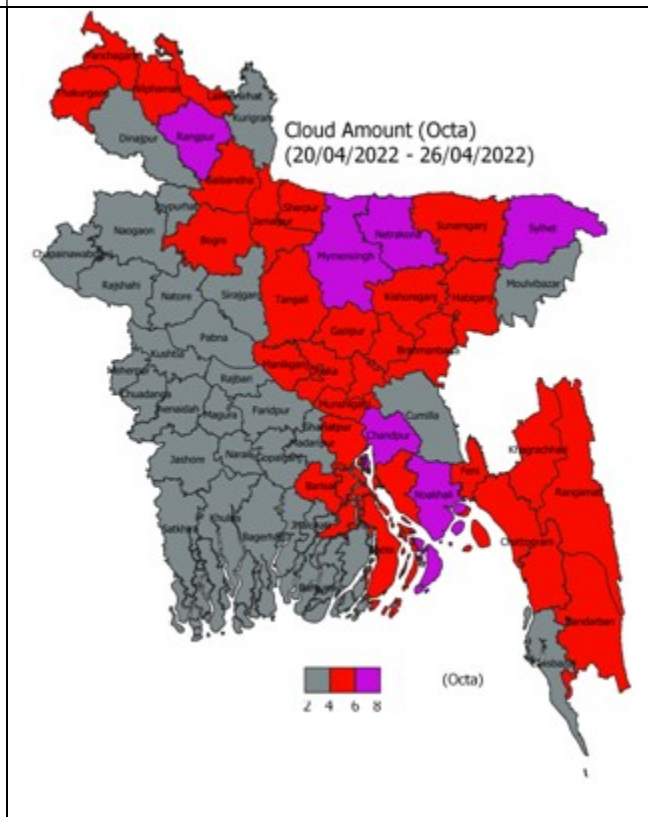 Panchagarh
Thakurgaon
Nilphamari
Lalmonirhat
Kurigram
Cloud Amount (Octa)
(20/04/2022 - 26/04/2022)
Dinajpur
Rangpur
Gaibandha
Joypurhat
Sherpur
Jamalpur
Netrakona
Sunamganj
Sylhet
Naogaon
Bogra
Mymensingh
Moulvibazar
Chapainawabganj
Rajshahi
Natore
Sirajganj
Tangail
Kishoreganj
Habiganj
Pabna
Gazipur
Kushtia
Brahmanbaria
Meherpur
Manikganj
Dhaka
Chuadanga
Rajbari
Jhenaidah
Magura
Faridpur
Munshiganj
Cumilla
Shariatpur
Chandpur
Madaripur
Khagrachhari
Jashore
Narail
Gopalganj
Feni
Rangamati
Barisal
Noakhali
Satkhira
Khulna
Bagerhat
Jhalokati
Chattogram
Bhola
Barguna
Bandarban
(Octa)
2 4 6 8